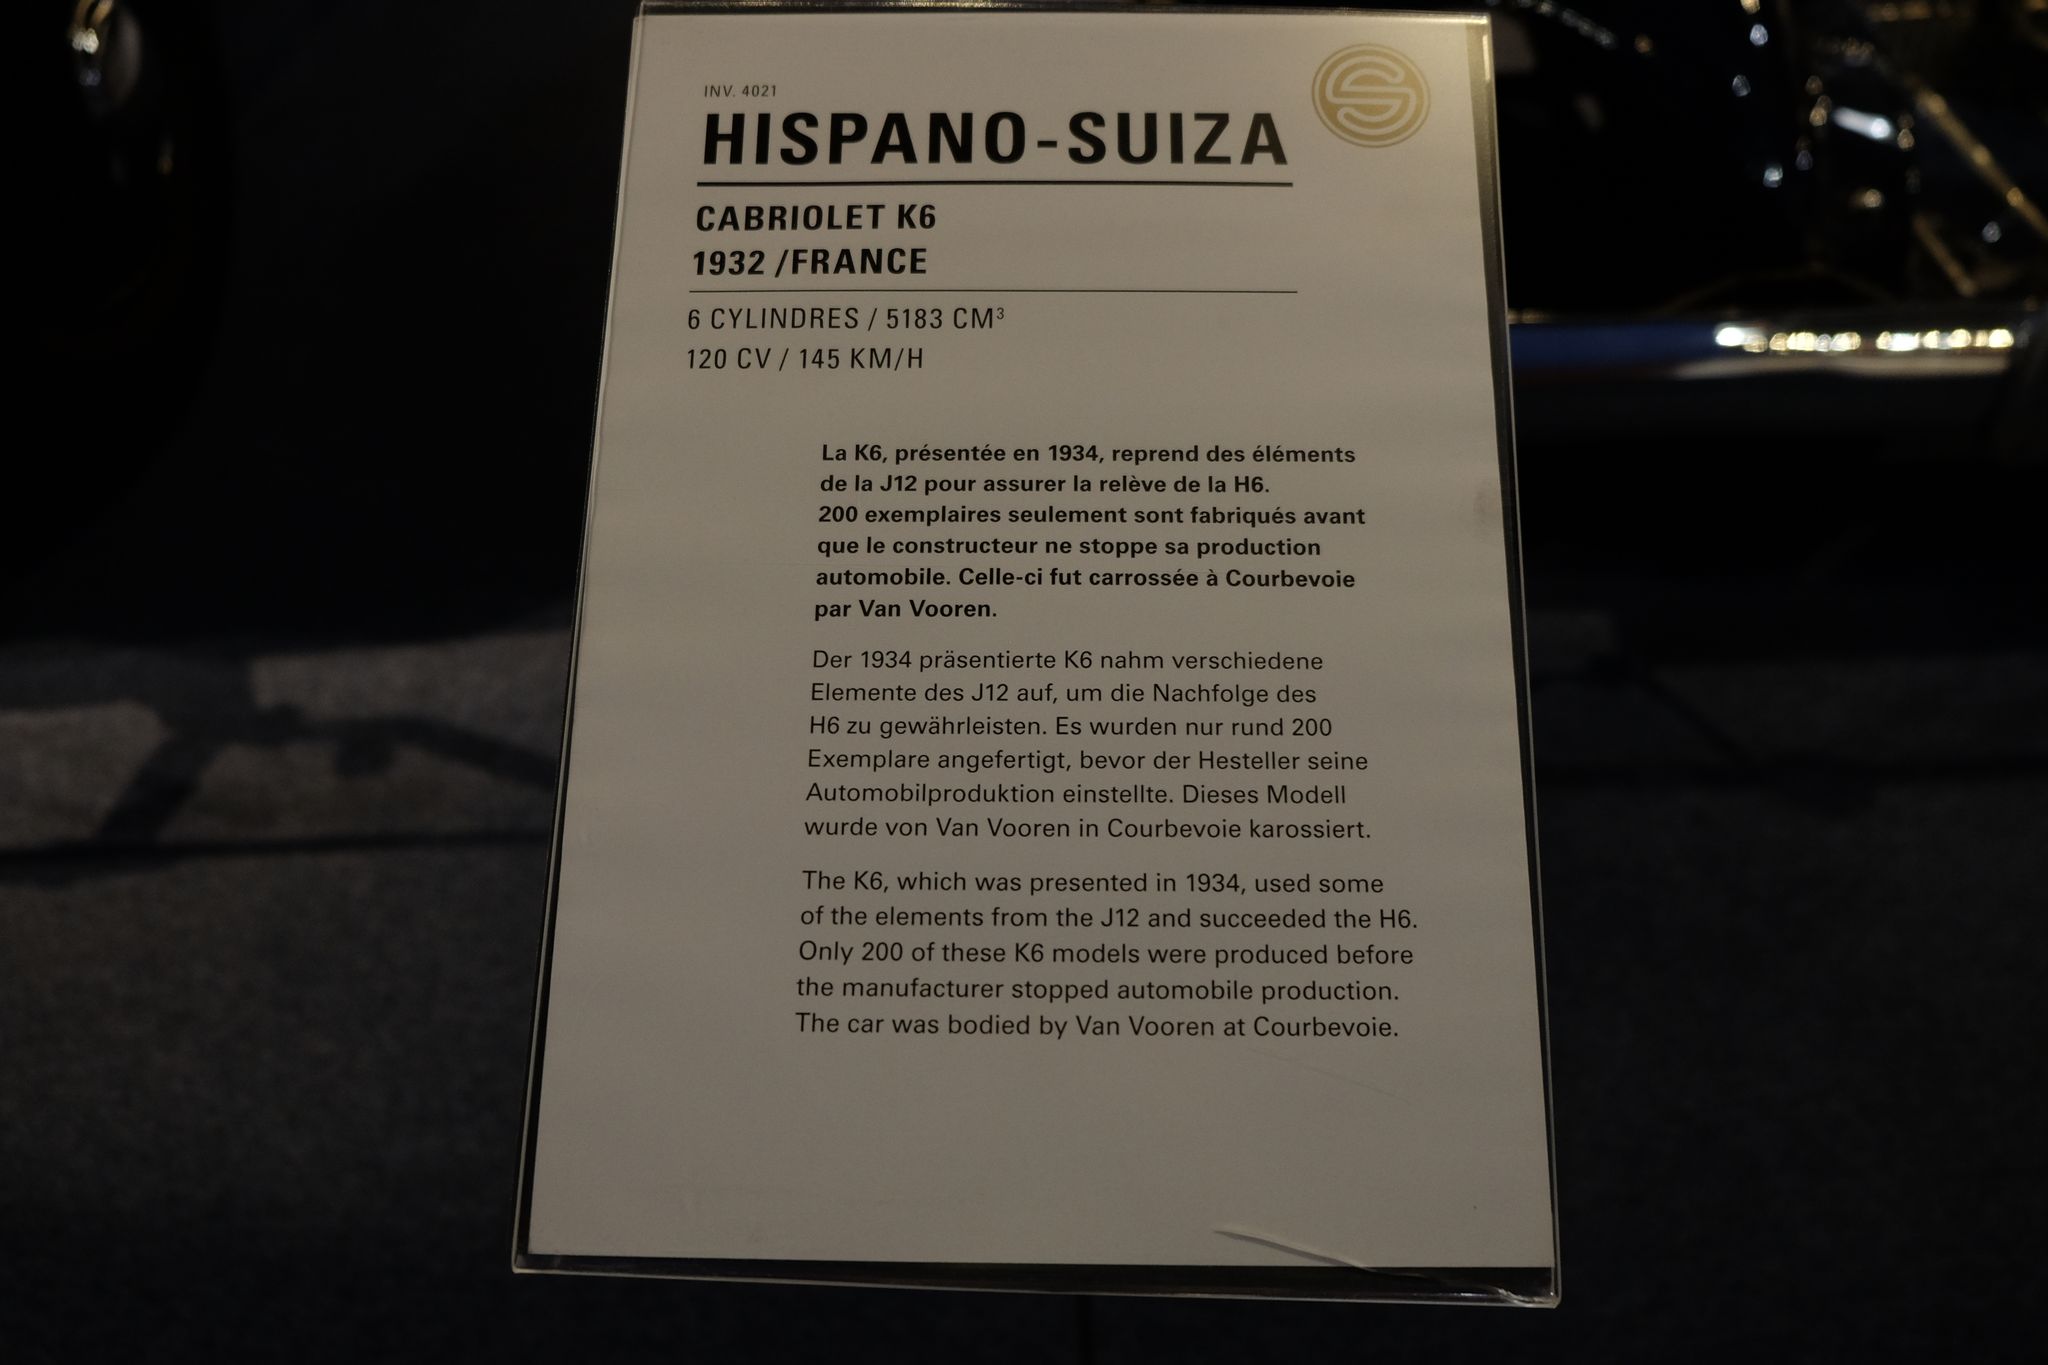 INV. 4021
HISPANO-SUIZA
CABRIOLET K6
1932 /FRANCE
6 CYLINDRES / 5183 CM³
120 CV / 145 KM/H
La K6, présentée en 1934, reprend des éléments
de la J12 pour assurer la relève de la H6.
200 exemplaires seulement sont fabriqués avant
que le constructeur ne stoppe sa production
automobile. Celle-ci fut carrossée à Courbevoie
par Van Vooren.
Der 1934 präsentierte K6 nahm verschiedene
Elemente des J12 auf, um die Nachfolge des
H6 zu gewährleisten. Es wurden nur rund 200
Exemplare angefertigt, bevor der Hesteller seine
Automobilproduktion einstellte. Dieses Modell
wurde von Van Vooren in Courbevoie karossiert.
The K6, which was presented in 1934, used some
of the elements from the J12 and succeeded the H6.
Only 200 of these K6 models were produced before
the manufacturer stopped automobile production.
The car was bodied by Van Vooren at Courbevoie.